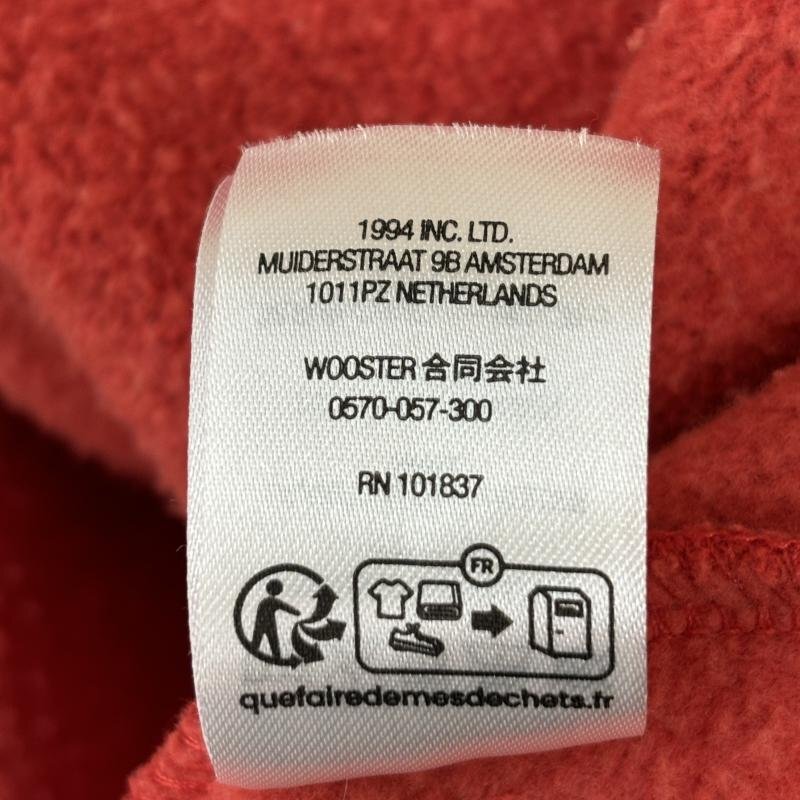 1994 INC. LTD.
MUIDERSTRAAT 9B AMSTERDAM
1011PZ NETHERLANDS
WOOSTER 合同会社
0570-057-300
RN 101837
FR
quefairedemesdechets.fr